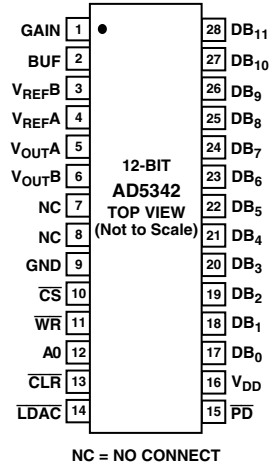 GAIN 1 28 DB11
BUF 2 27 DB10
VREFB 3 26 DB9
VREFA 4 25 DB8
VOUTA 5 24 DB7
VOUTB 6 23 DB6
NC 7 22 DB5
NC 8 21 DB4
GND 9 20 DB3
CS 10 19 DB2
WR 11 18 DB1
A0 12 17 DB0
CLR 13 16 VDD
LDAC 14 15 PD
12-BIT
AD5342
TOP VIEW
(Not to Scale)
NC = NO CONNECT